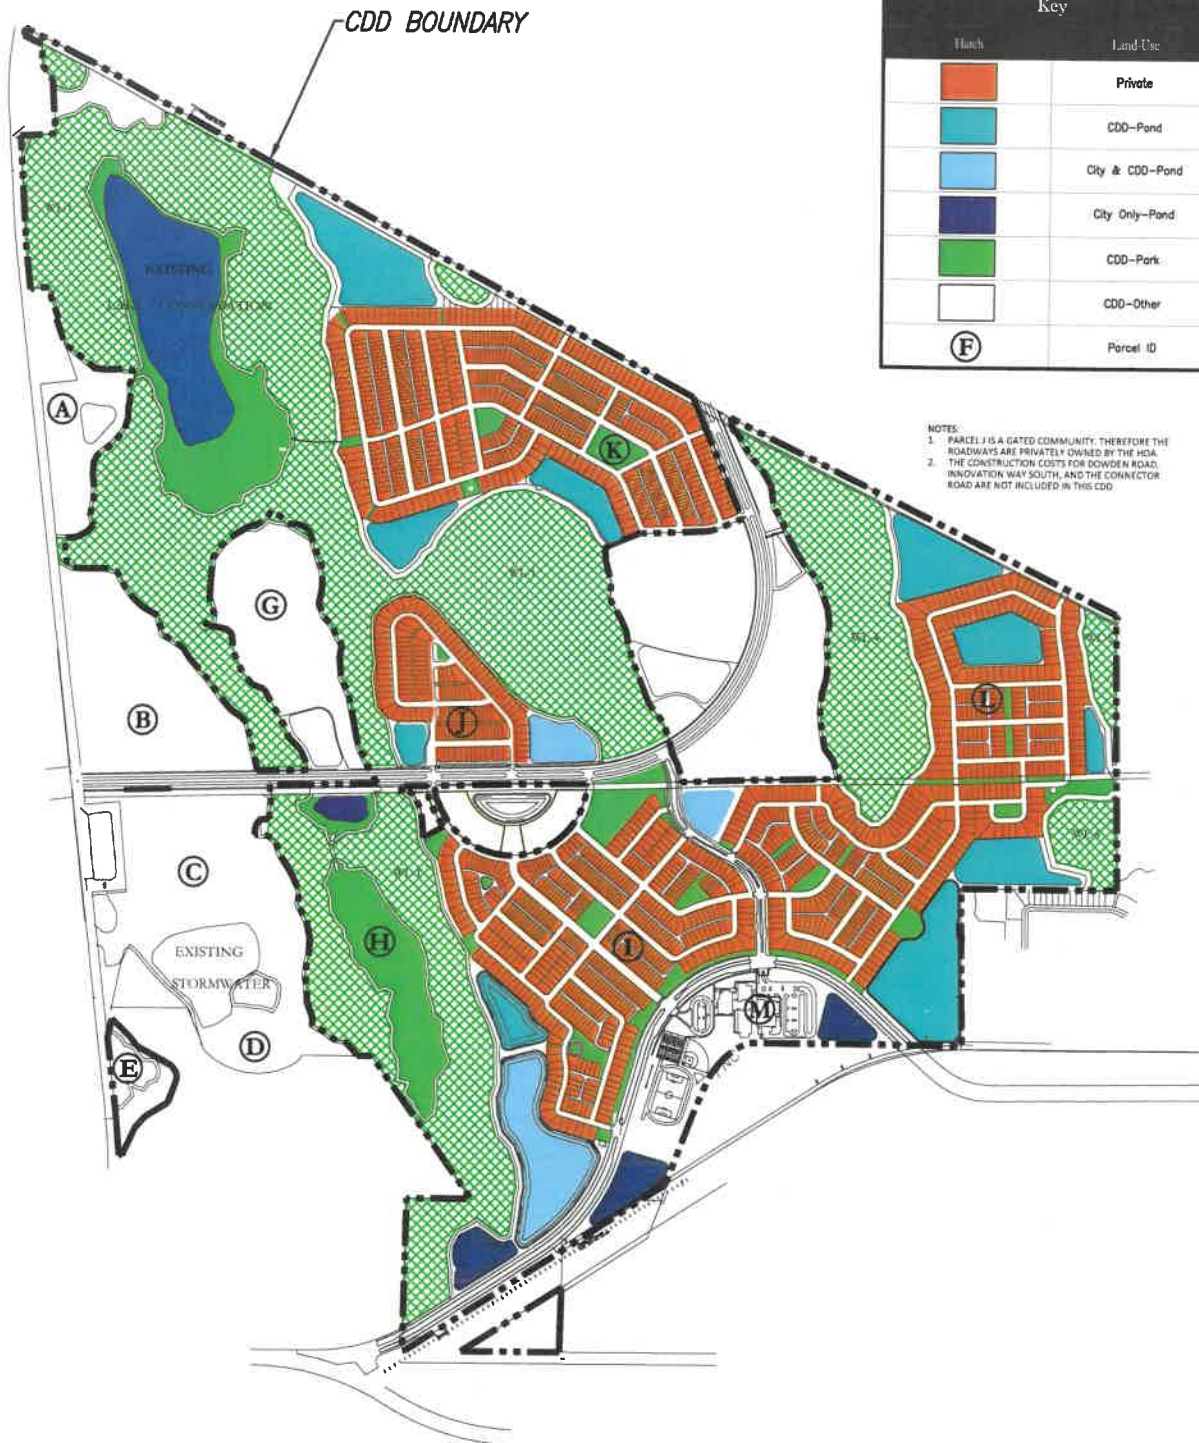 CDD BOUNDARY
Key
Hatch Land-Use
Private
CDD-Pond
City & CDD-Pond
City Only-Pond
CDD-Park
CDD-Other
F Parcel ID
NOTES:
1. PARCEL J IS A GATED COMMUNITY. THEREFORE THE
ROADWAYS ARE PRIVATELY OWNED BY THE HOA.
2. THE CONSTRUCTION COSTS FOR DOWDEN ROAD,
INNOVATION WAY SOUTH, AND THE CONNECTOR
ROAD ARE NOT INCLUDED IN THIS CDD
EXISTING
A
K
G
B
J
L
C
H
I
EXISTING
STORMWATER
M
D
E